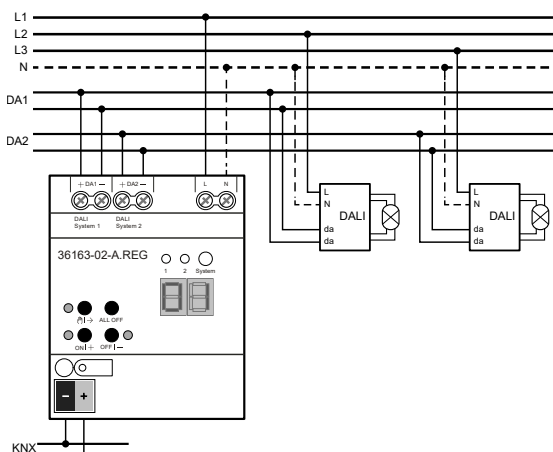 L1
L2
L3
N
DA1
DA2
+ DA1 − + DA2 − L N
DALI System 1
DALI System 2
36163-02-A.REG
1 2 System
88
ALL OFF
ON I + OFF I −
− +
KNX
L
N
DALI
da
da
L
N
DALI
da
da